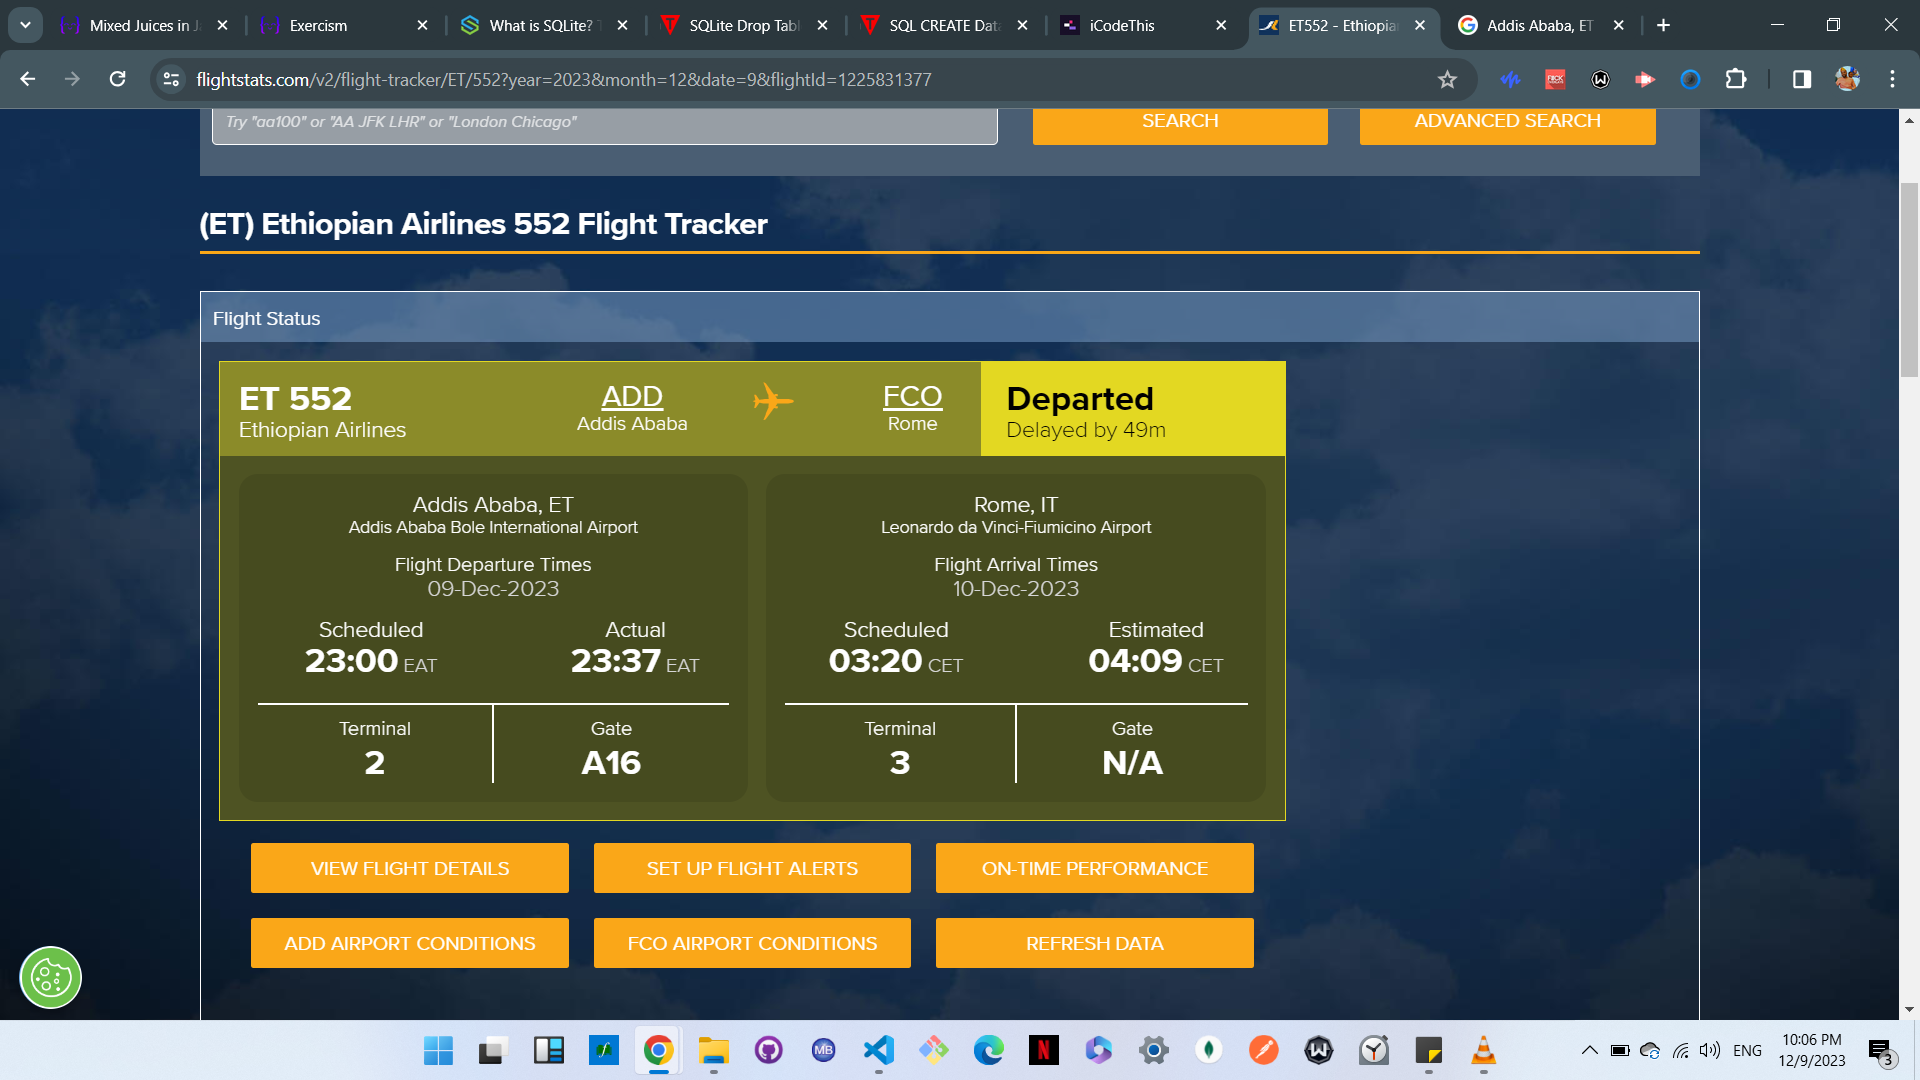 Mixed Juices in J
Exercism
What is SQLite? T
SQLite Drop Tabl
SQL CREATE Data
iCodeThis
ET552 - Ethiopia
Addis Ababa, ET
flightstats.com/v2/flight-tracker/ET/552?year=2023&month=12&date=9&flightId=1225831377
Try "aa100" or "AA JFK LHR" or "London Chicago"
SEARCH
ADVANCED SEARCH
(ET) Ethiopian Airlines 552 Flight Tracker
Flight Status
ET 552
Ethiopian Airlines
ADD
Addis Ababa
FCO
Rome
Departed
Delayed by 49m
Addis Ababa, ET
Addis Ababa Bole International Airport
Flight Departure Times
09-Dec-2023
Scheduled
23:00 EAT
Actual
23:37 EAT
Terminal
2
Gate
A16
Rome, IT
Leonardo da Vinci-Fiumicino Airport
Flight Arrival Times
10-Dec-2023
Scheduled
03:20 CET
Estimated
04:09 CET
Terminal
3
Gate
N/A
VIEW FLIGHT DETAILS
SET UP FLIGHT ALERTS
ON-TIME PERFORMANCE
ADD AIRPORT CONDITIONS
FCO AIRPORT CONDITIONS
REFRESH DATA
MB
N
ENG
10:06 PM
12/9/2023
3